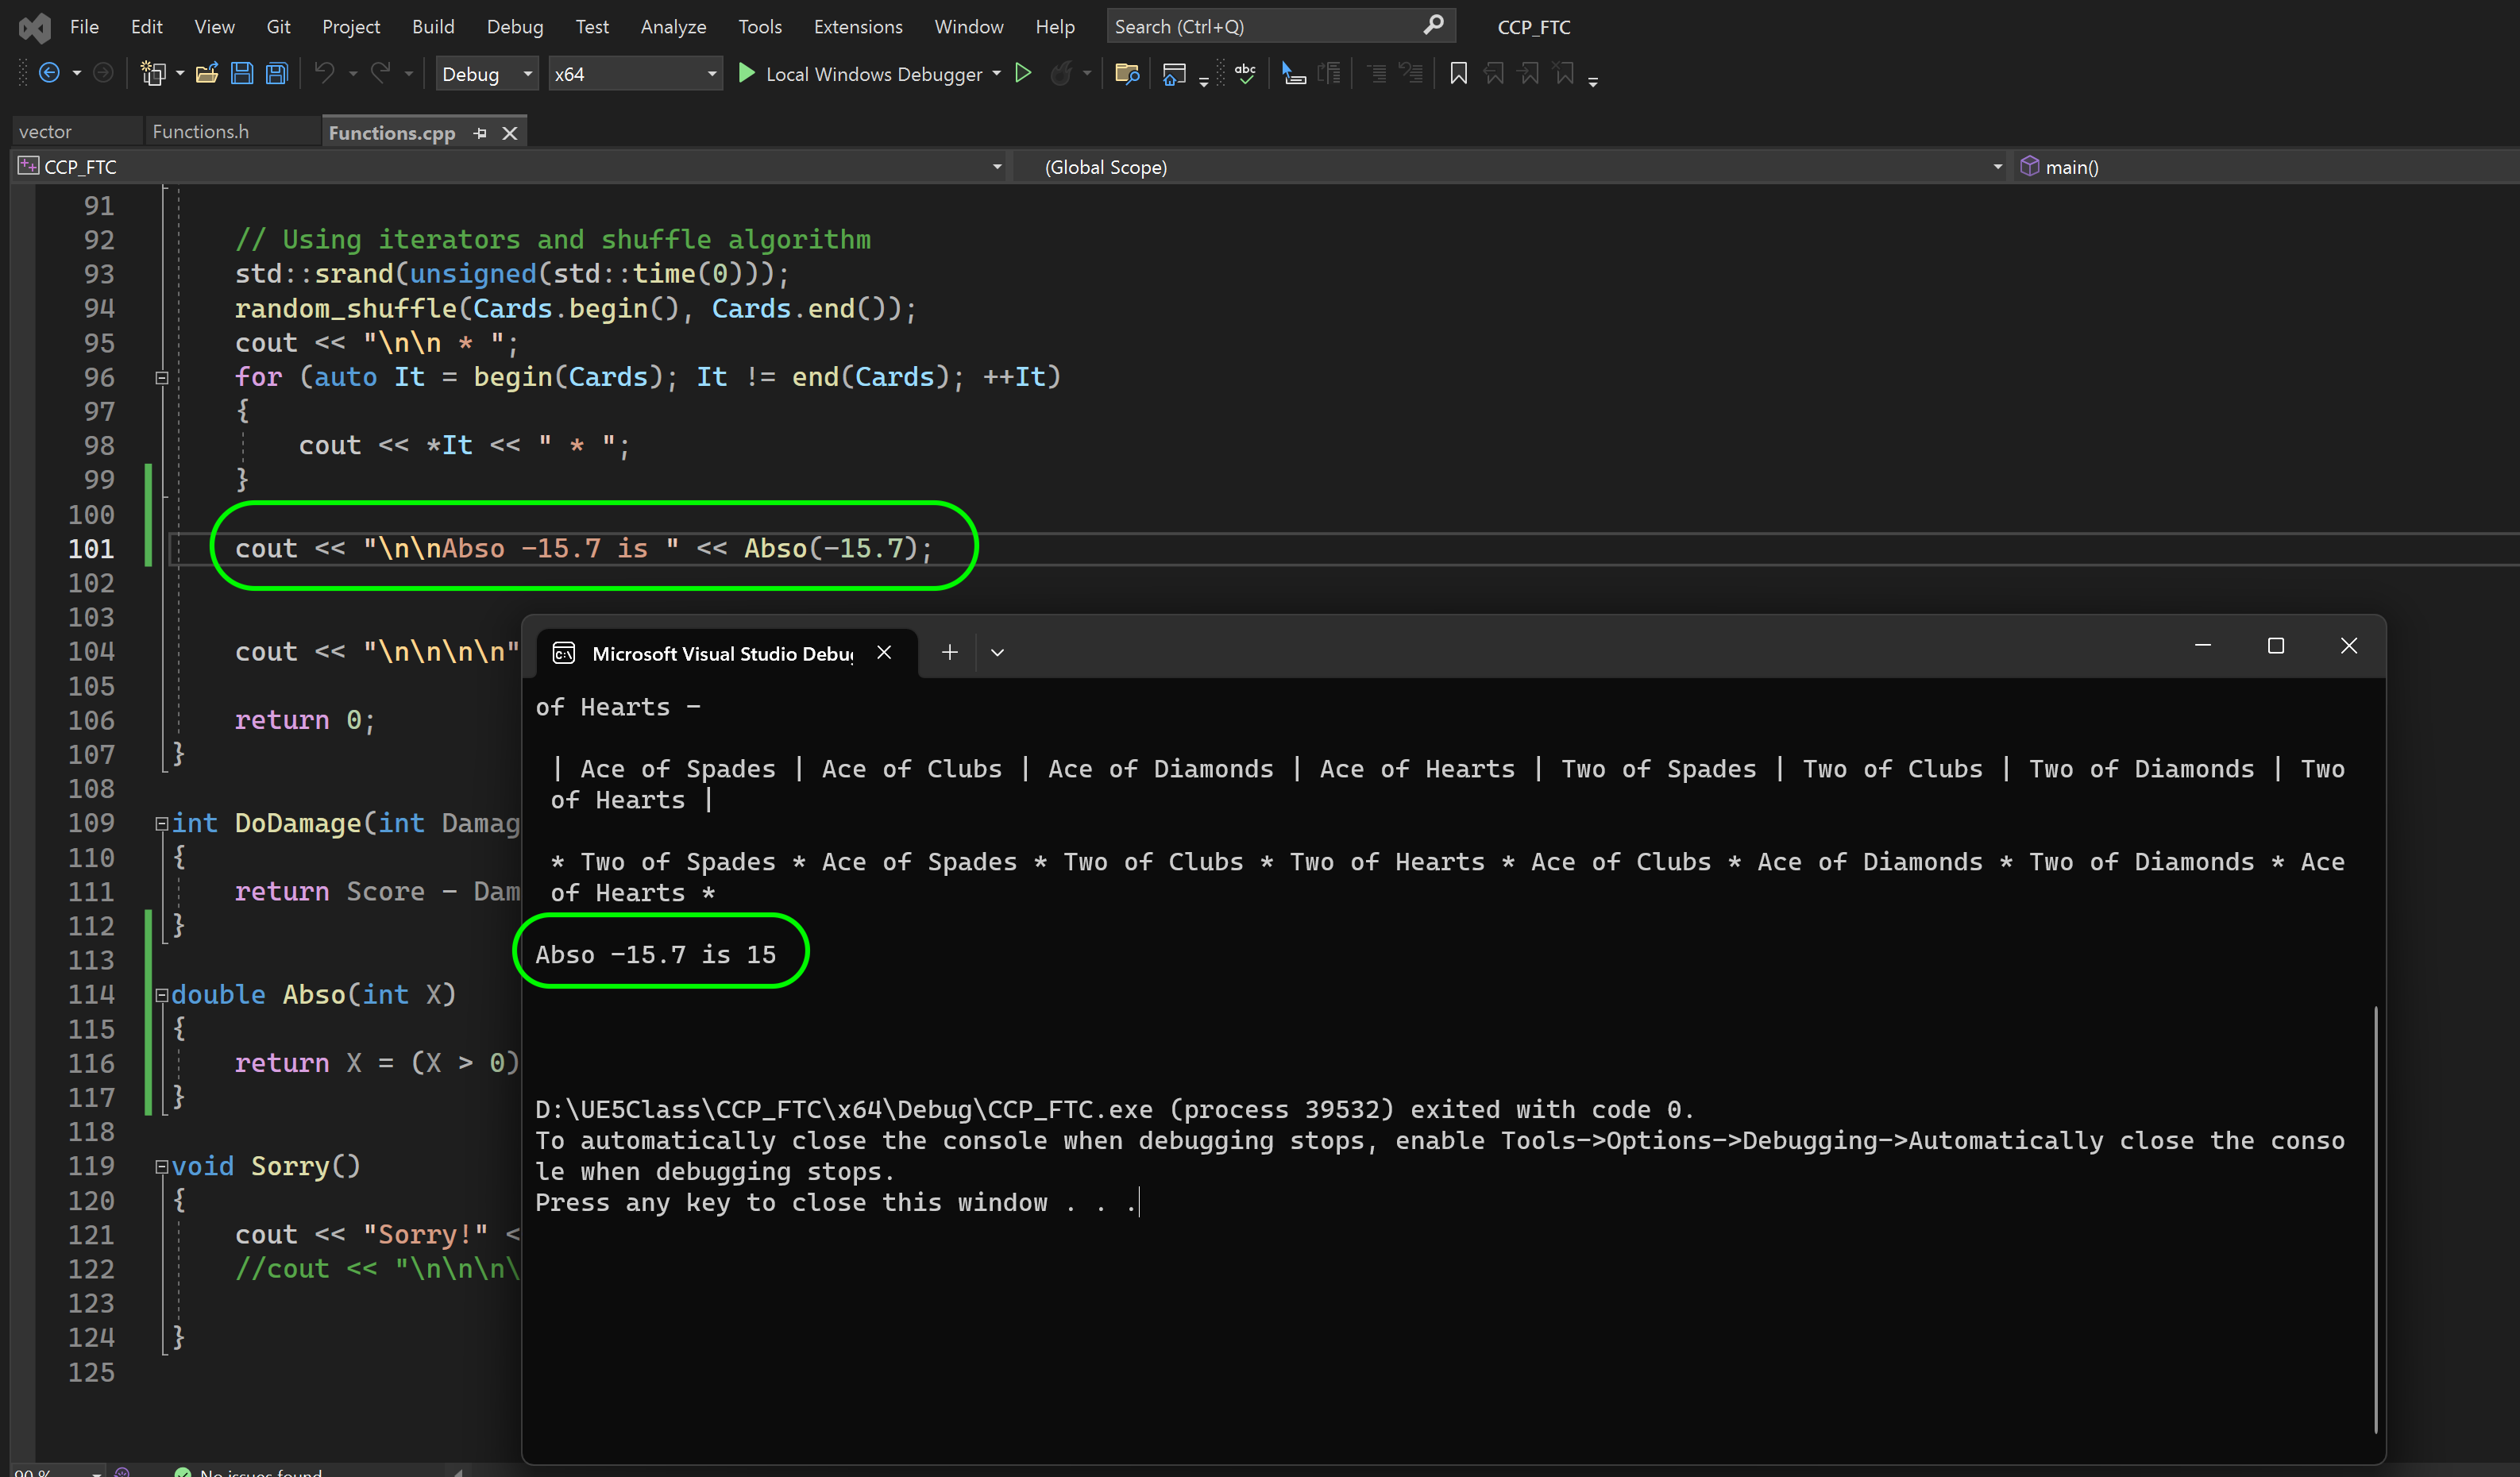 File Edit View Git Project Build Debug Test Analyze Tools Extensions Window Help Search (Ctrl+Q) CCP_FTC
Debug x64 Local Windows Debugger abc
vector Functions.h Functions.cpp
CCP_FTC (Global Scope) main()
91
92 // Using iterators and shuffle algorithm
93 std::srand(unsigned(std::time(0)));
94 random_shuffle(Cards.begin(), Cards.end());
95 cout << "\n\n * ";
96 for (auto It = begin(Cards); It != end(Cards); ++It)
97 {
98 cout << *It << " * ";
99 }
100
101 cout << "\n\nAbso -15.7 is " << Abso(-15.7);
102
103
104 cout << "\n\n\n\n"
105
106 return 0;
107 }
108
109 int DoDamage(int Damag
110 {
111 return Score - Dam
112 }
113
114 double Abso(int X)
115 {
116 return X = (X > 0)
117 }
118
119 void Sorry()
120 {
121 cout << "Sorry!" <
122 //cout << "\n\n\n\
123
124 }
125
Microsoft Visual Studio Debug
of Hearts -
| Ace of Spades | Ace of Clubs | Ace of Diamonds | Ace of Hearts | Two of Spades | Two of Clubs | Two of Diamonds | Two
of Hearts |
* Two of Spades * Ace of Spades * Two of Clubs * Two of Hearts * Ace of Clubs * Ace of Diamonds * Two of Diamonds * Ace
of Hearts *
Abso -15.7 is 15
D:\UE5Class\CCP_FTC\x64\Debug\CCP_FTC.exe (process 39532) exited with code 0.
To automatically close the console when debugging stops, enable Tools->Options->Debugging->Automatically close the conso
le when debugging stops.
Press any key to close this window . . .
90 % No issues found